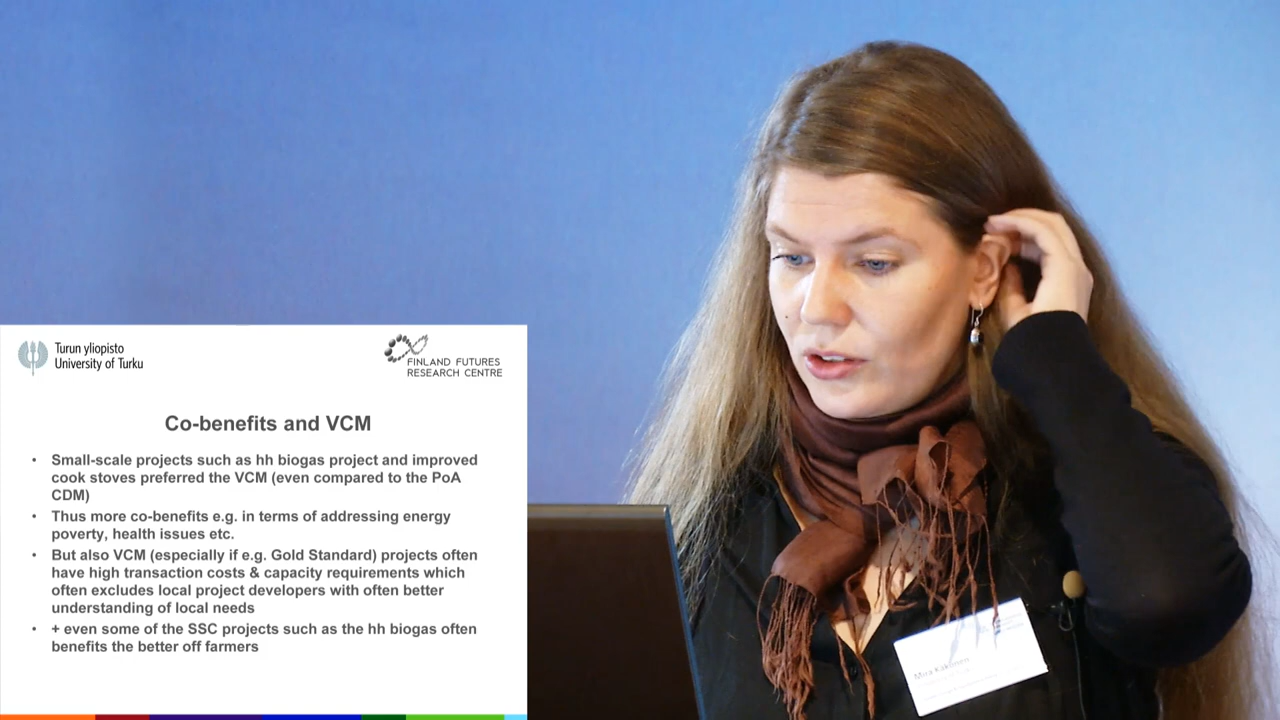 Turun yliopisto
University of Turku
FINLAND FUTURES
RESEARCH CENTRE
Co-benefits and VCM
• Small-scale projects such as hh biogas project and improved
cook stoves preferred the VCM (even compared to the PoA
CDM)
• Thus more co-benefits e.g. in terms of addressing energy
poverty, health issues etc.
• But also VCM (especially if e.g. Gold Standard) projects often
have high transaction costs & capacity requirements which
often excludes local project developers with often better
understanding of local needs
• + even some of the SSC projects such as the hh biogas often
benefits the better off farmers
Mira